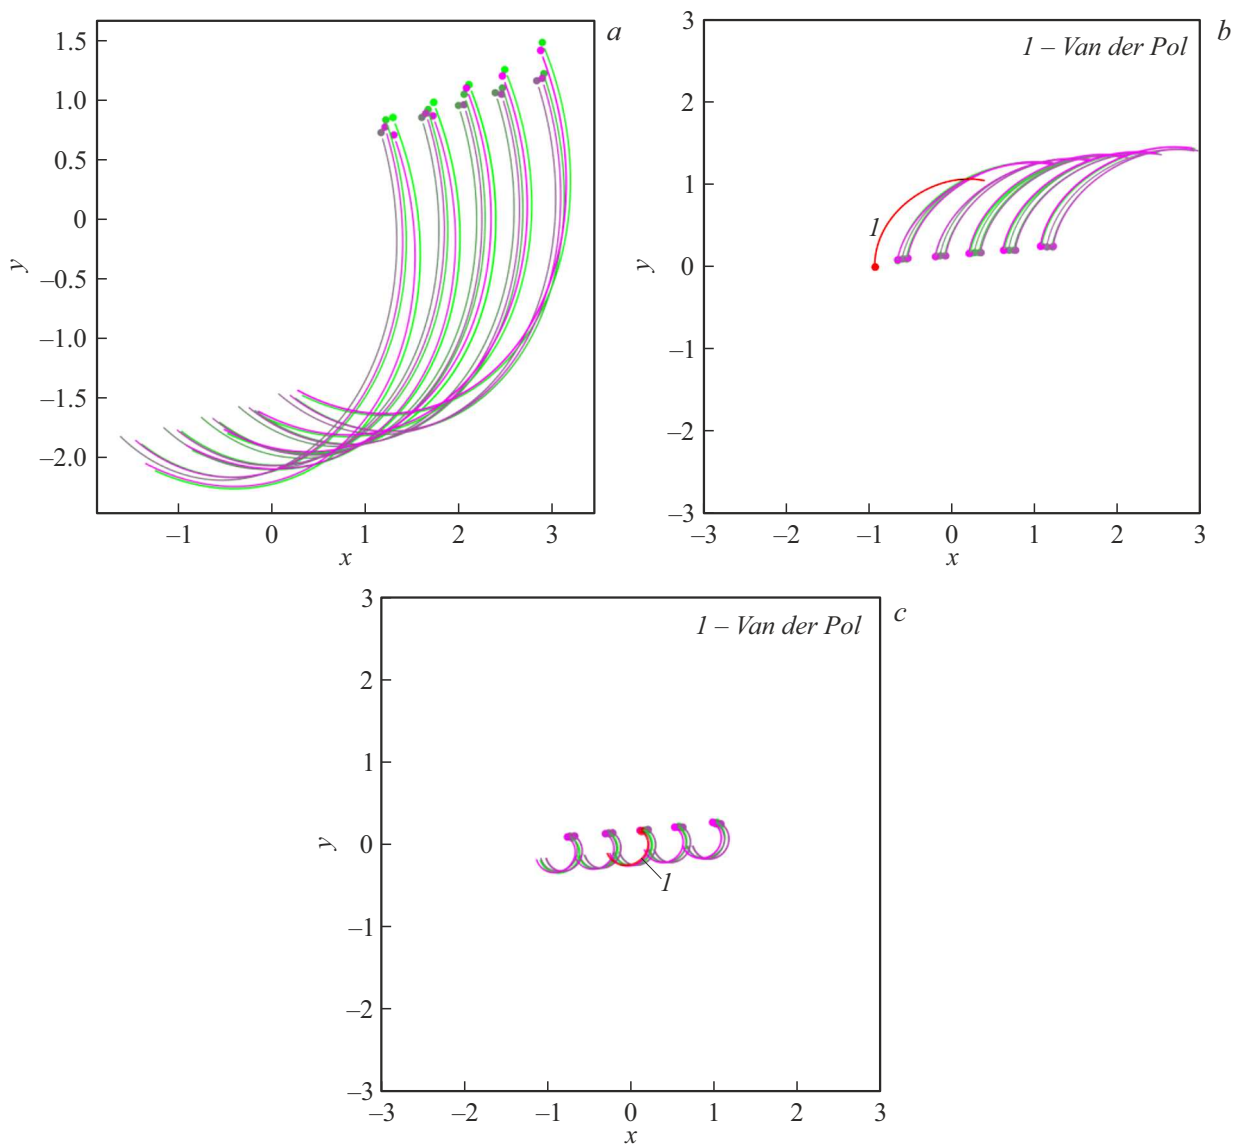 a
1.5
1.0
0.5
0
–0.5
–1.0
–1.5
–2.0
y
–1 0 1 2 3
x
b
1 – Van der Pol
3
2
1
0
–1
–2
–3
y
1
–3 –2 –1 0 1 2 3
x
c
1 – Van der Pol
3
2
1
0
–1
–2
–3
y
1
–3 –2 –1 0 1 2 3
x